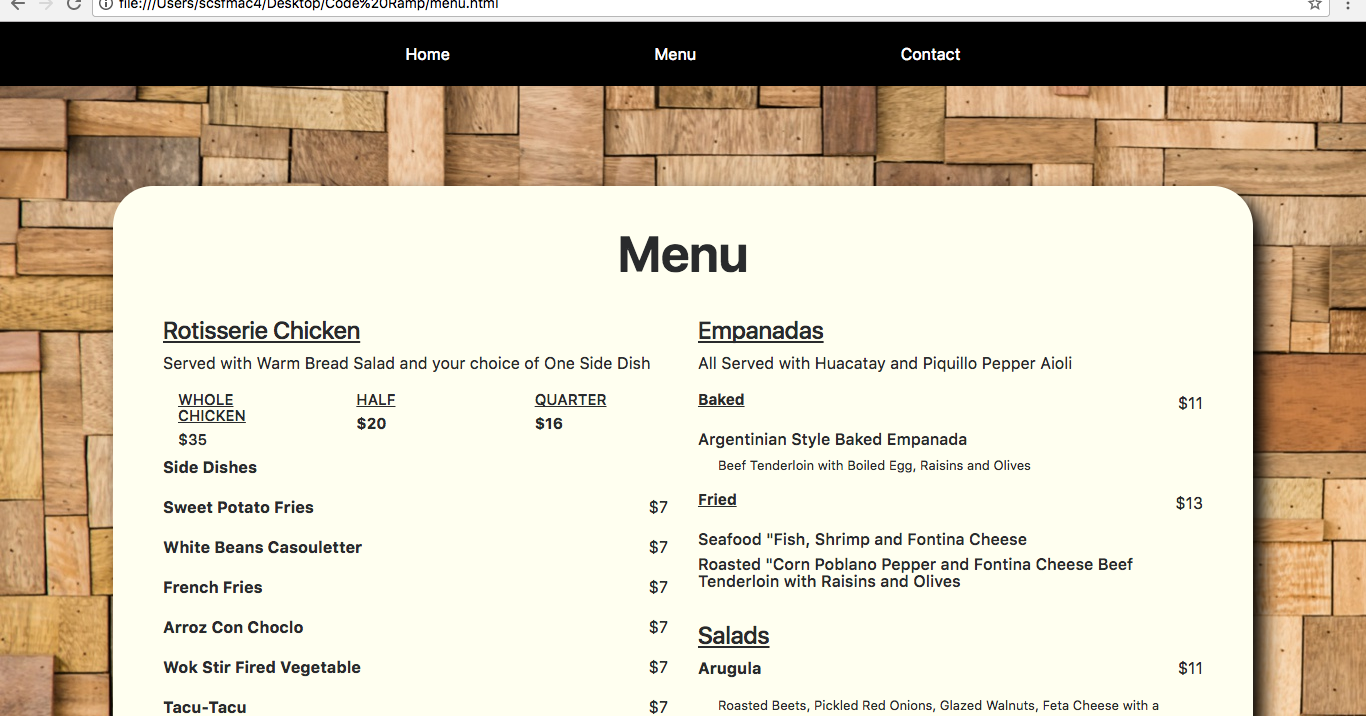 file:///Users/scsfmac4/Desktop/Code%20Ramp/menu.html
Home Menu Contact
Menu
Rotisserie Chicken
Served with Warm Bread Salad and your choice of One Side Dish
WHOLE CHICKEN
$35
HALF
$20
QUARTER
$16
Side Dishes
Sweet Potato Fries $7
White Beans Casouletter $7
French Fries $7
Arroz Con Choclo $7
Wok Stir Fired Vegetable $7
Tacu-Tacu $7
Empanadas
All Served with Huacatay and Piquillo Pepper Aioli
Baked $11
Argentinian Style Baked Empanada
Beef Tenderloin with Boiled Egg, Raisins and Olives
Fried $13
Seafood "Fish, Shrimp and Fontina Cheese
Roasted "Corn Poblano Pepper and Fontina Cheese Beef
Tenderloin with Raisins and Olives
Salads
Arugula $11
Roasted Beets, Pickled Red Onions, Glazed Walnuts, Feta Cheese with a